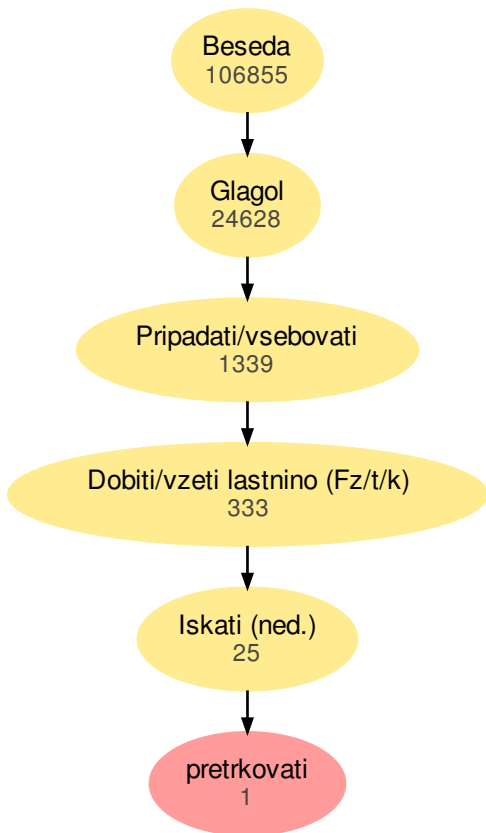 Beseda
106855
Glagol
24628
Pripadati/vsebovati
1339
Dobiti/vzeti lastnino (Fz/t/k)
333
Iskati (ned.)
25
pretrkovati
1